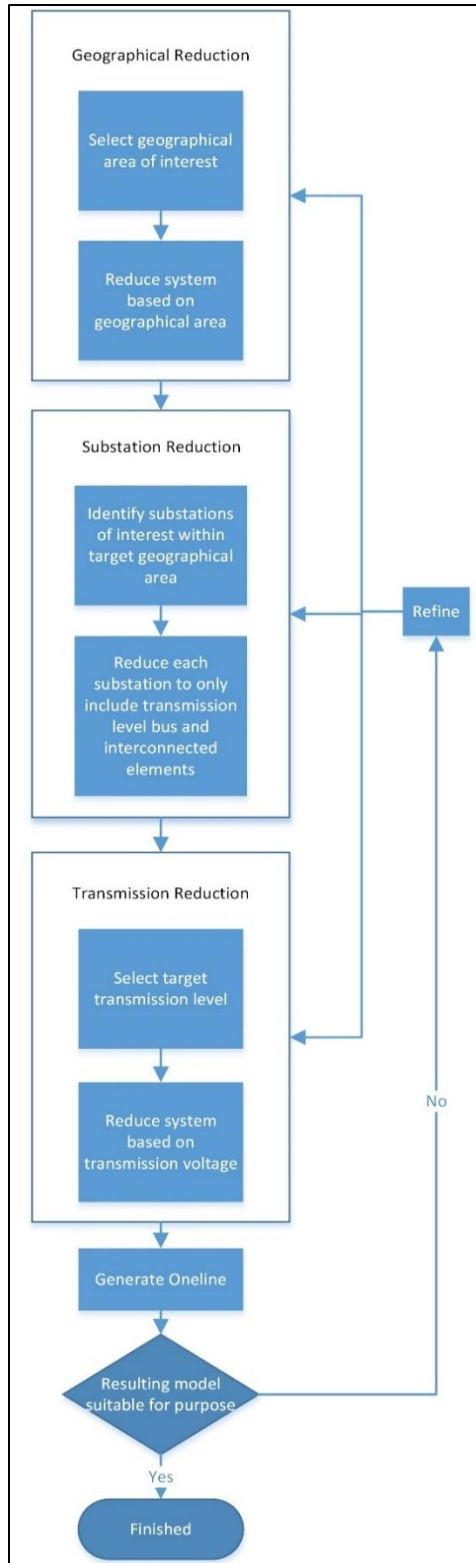 Geographical Reduction
Select geographical
area of interest
Reduce system
based on
geographical area
Substation Reduction
Identify substations
of interest within
target geographical
area
Reduce each
substation to only
include transmission
level bus and
interconnected
elements
Refine
Transmission Reduction
Select target
transmission level
Reduce system
based on
transmission voltage
No
Generate Oneline
Resulting model
suitable for purpose
Yes
Finished